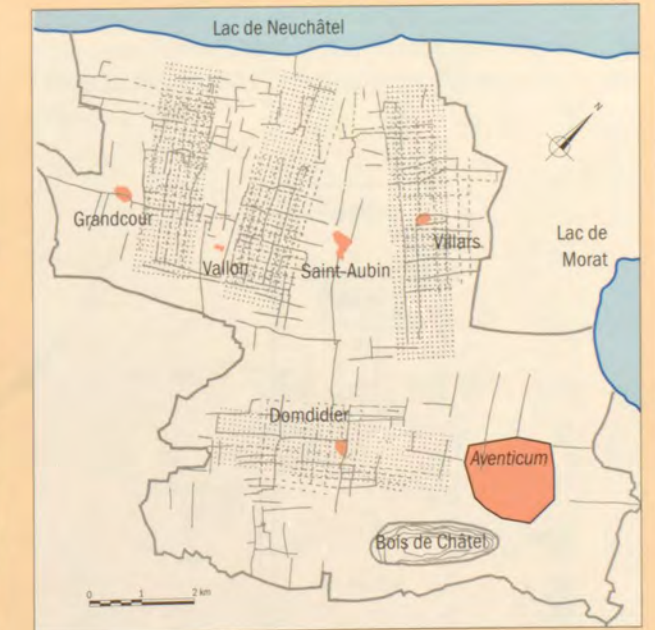 Lac de Neuchâtel
N
Grandcour
Vallon
Saint-Aubin
Villars
Lac de
Morat
Domdidier
Aventicum
Bois de Châtel
0
2 km